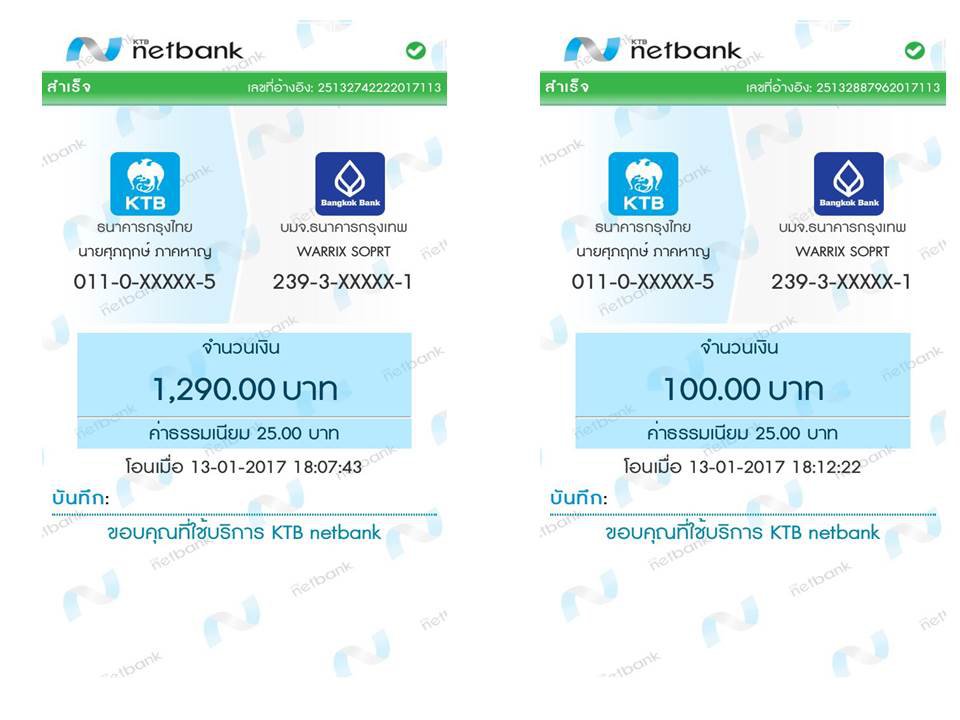 KTB
netbank
สำเร็จ
เลขที่อ้างอิง: 25132742222017113
KTB
Bangkok Bank
ธนาคารกรุงไทย
บมจ.ธนาคารกรุงเทพ
นายศุภฤกษ์ ภาคหาญ
WARRIX SOPRT
011-0-XXXXX-5
239-3-XXXXX-1
จำนวนเงิน
1,290.00 บาท
ค่าธรรมเนียม 25.00 บาท
โอนเมื่อ 13-01-2017 18:07:43
บันทึก:
ขอบคุณที่ใช้บริการ KTB netbank
KTB
netbank
สำเร็จ
เลขที่อ้างอิง: 25132887962017113
KTB
Bangkok Bank
ธนาคารกรุงไทย
บมจ.ธนาคารกรุงเทพ
นายศุภฤกษ์ ภาคหาญ
WARRIX SOPRT
011-0-XXXXX-5
239-3-XXXXX-1
จำนวนเงิน
100.00 บาท
ค่าธรรมเนียม 25.00 บาท
โอนเมื่อ 13-01-2017 18:12:22
บันทึก:
ขอบคุณที่ใช้บริการ KTB netbank